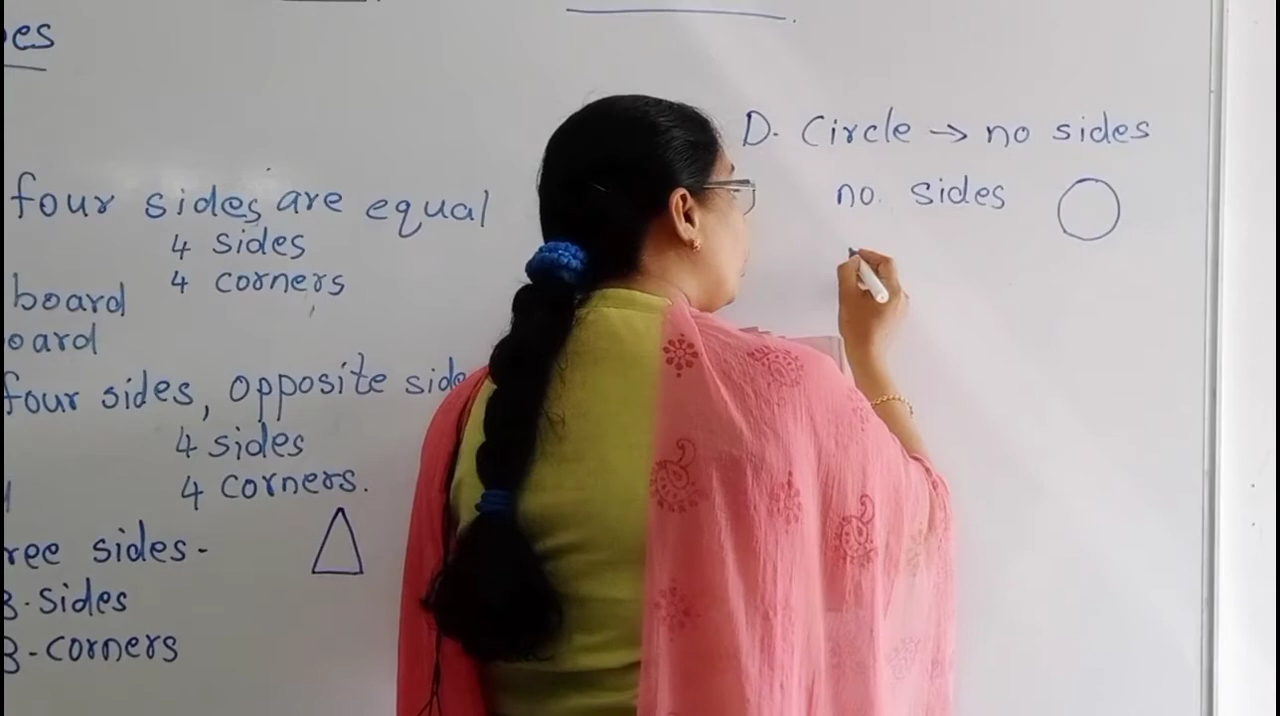 es
four sides are equal
4 sides
4 corners
board
oard
four sides, opposite side
4 sides
4 corners.
ree sides-
3-sides
3-corners
D. Circle → no sides
no. sides